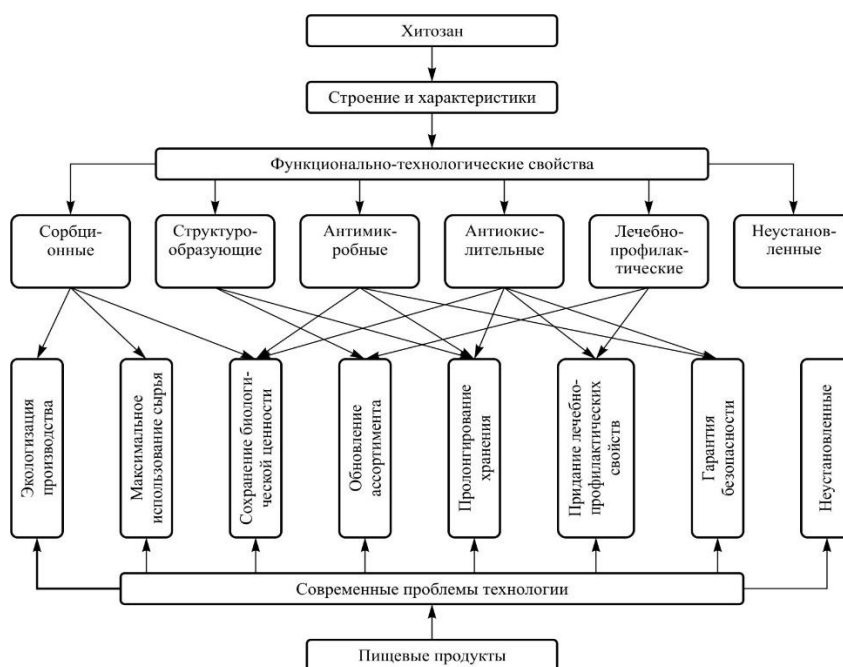 Хитозан
Строение и характеристики
Функционально-технологические свойства
Сорбци-
онные
Структуро-
образующие
Антимик-
робные
Антиокис-
лительные
Лечебно-
профилак-
тические
Неустанов-
ленные
Экологизация
производства
Максимальное
использование сырья
Сохранение биологи-
ческой ценности
Обновление
ассортимента
Пролонгирование
хранения
Придание лечебно-
профилактических
свойств
Гарантия
безопасности
Неустановленные
Современные проблемы технологии
Пищевые продукты